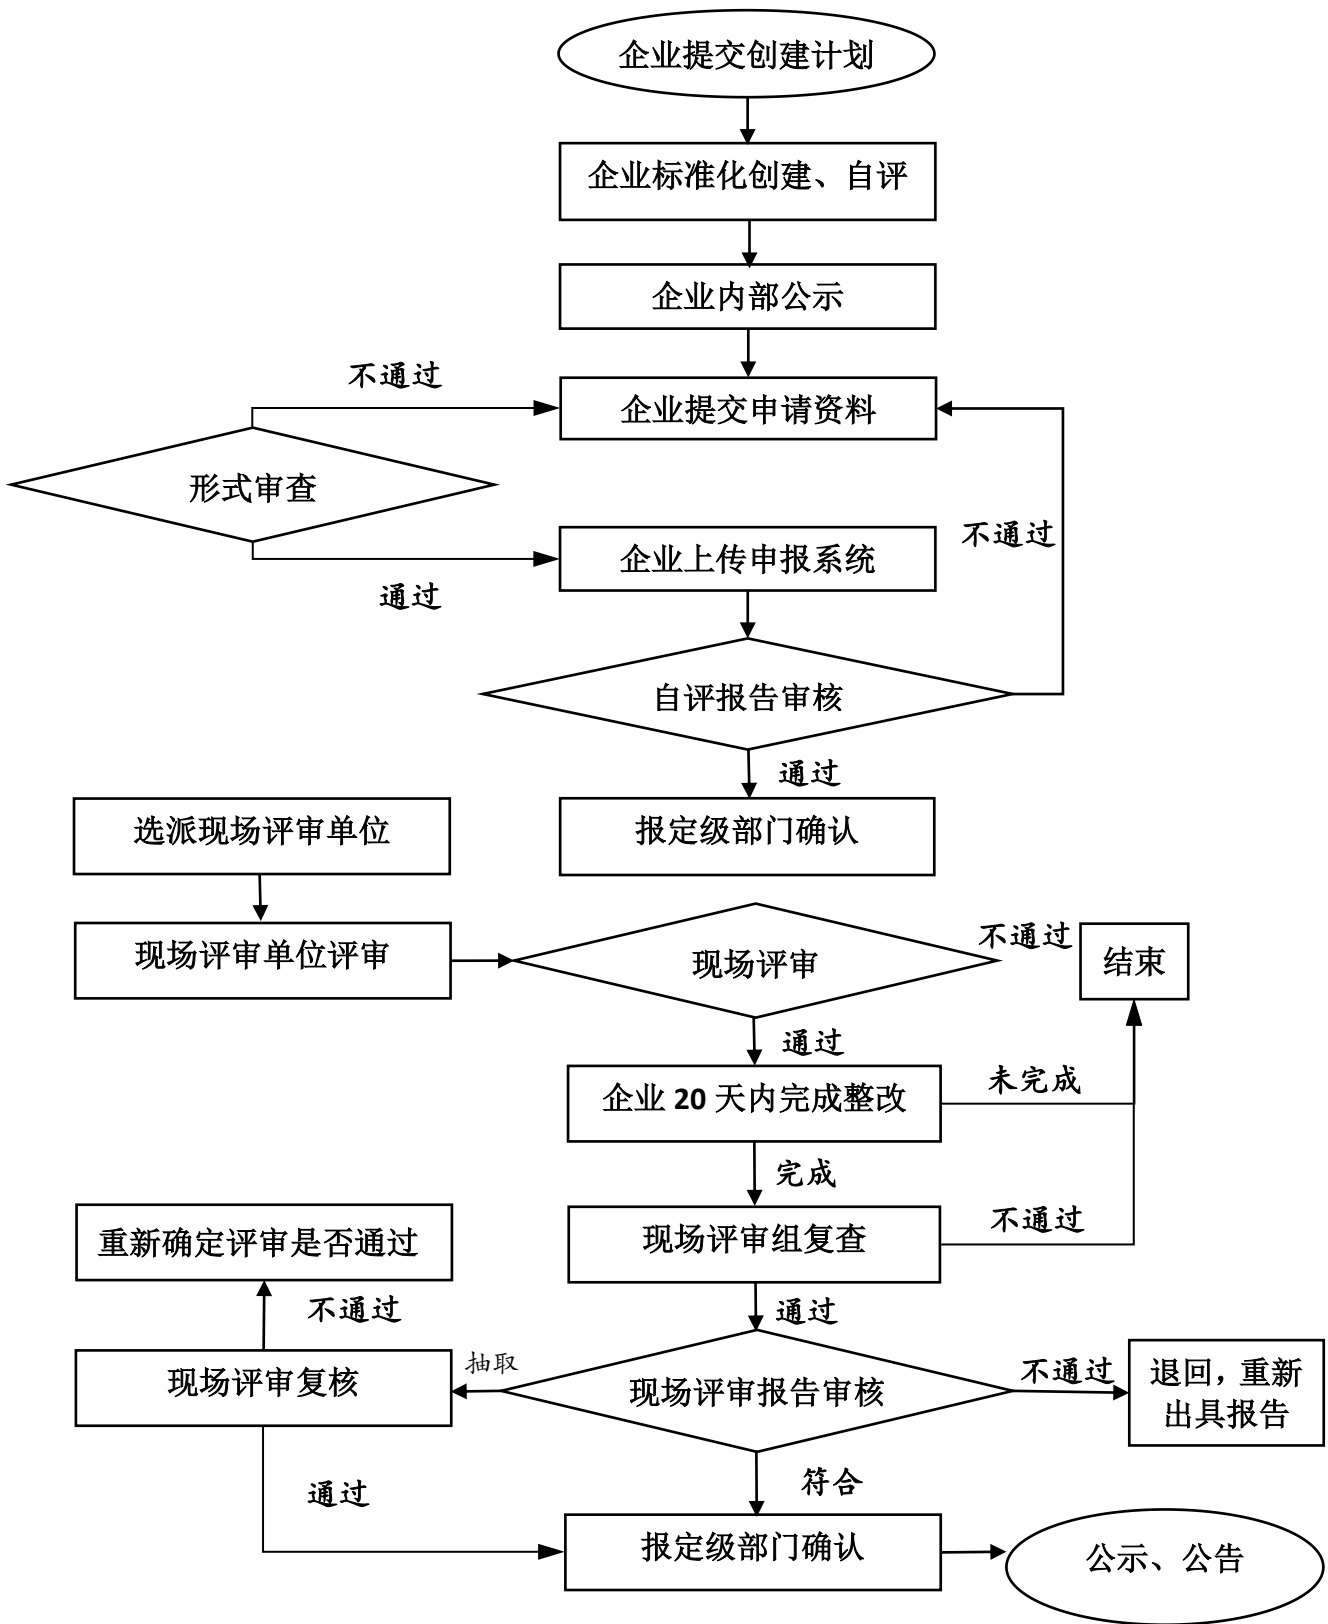 企业提交创建计划
企业标准化创建、自评
企业内部公示
不通过
企业提交申请资料
形式审查
不通过
企业上传申报系统
通过
自评报告审核
通过
选派现场评审单位
报定级部门确认
现场评审单位评审
现场评审
不通过
结束
通过
企业 20 天内完成整改
未完成
完成
重新确定评审是否通过
现场评审组复查
不通过
不通过
通过
现场评审复核
抽取
现场评审报告审核
不通过
退回，重新
出具报告
通过
符合
报定级部门确认
公示、公告